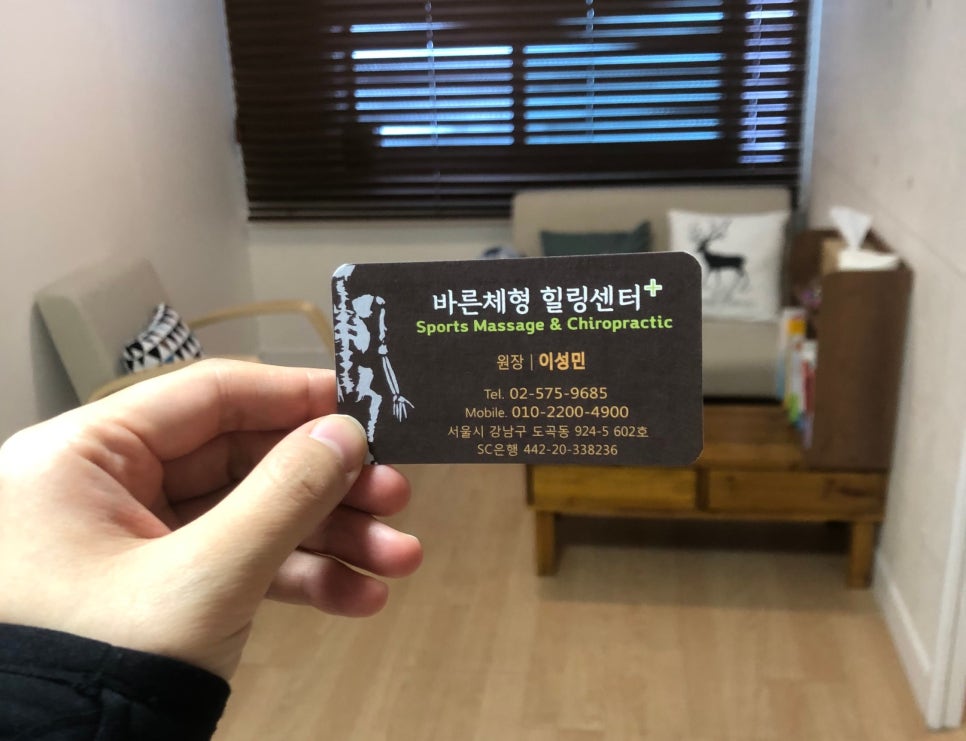 바른체형 힐링센터+
Sports Massage & Chiropractic
원장 | 이성민
Tel. 02-575-9685
Mobile. 010-2200-4900
서울시 강남구 도곡동 924-5 602호
SC은행 442-20-338236